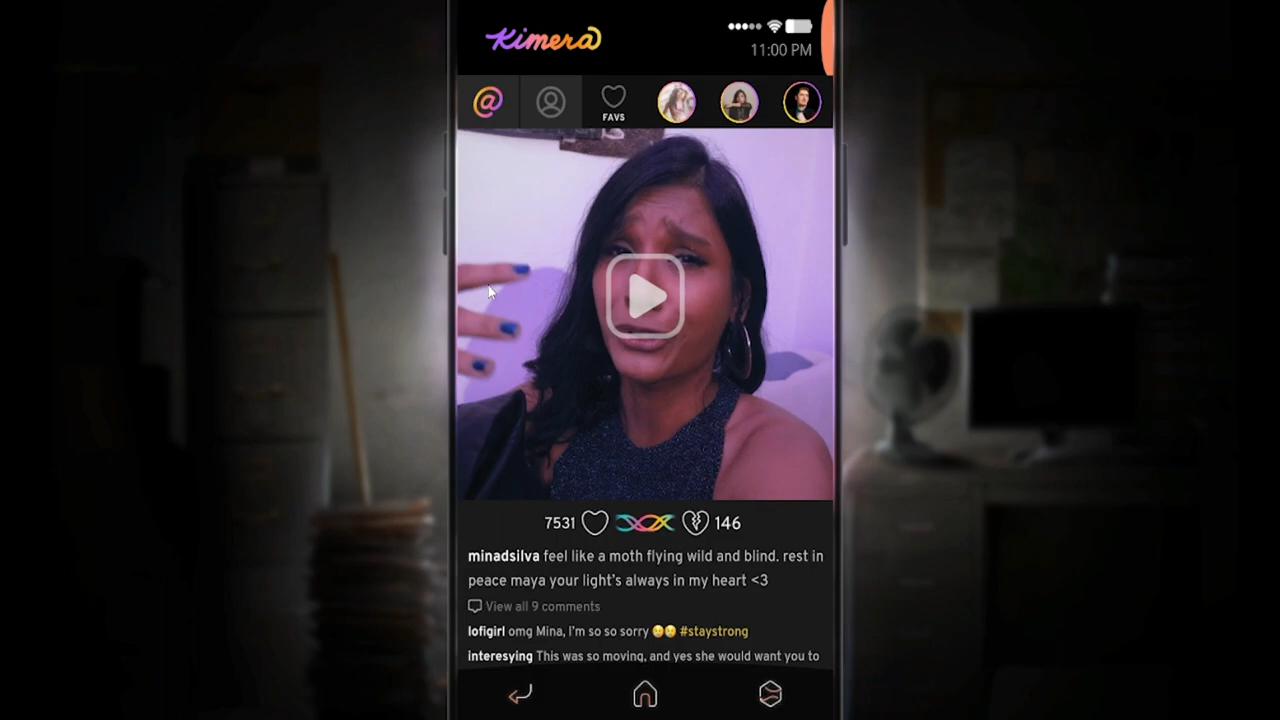 Kimera
11:00 PM
@
FAVS
7531 146
minadsilva feel like a moth flying wild and blind. rest in
peace maya your light's always in my heart <3
View all 9 comments
lofigirl omg Mina, I'm so so sorry 😢😢 #staystrong
interesying This was so moving, and yes she would want you to